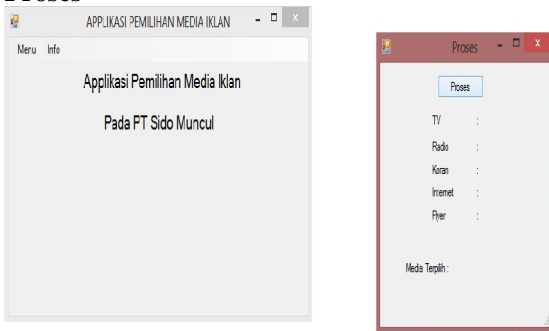 Proses
APPLIKASI PEMILIHAN MEDIA IKLAN
Menu Info
Applikasi Pemilihan Media Iklan
Pada PT Sido Muncul
Proses
Proses
TV :
Radio :
Koran :
Internet :
Flyer :
Media Terpilih :